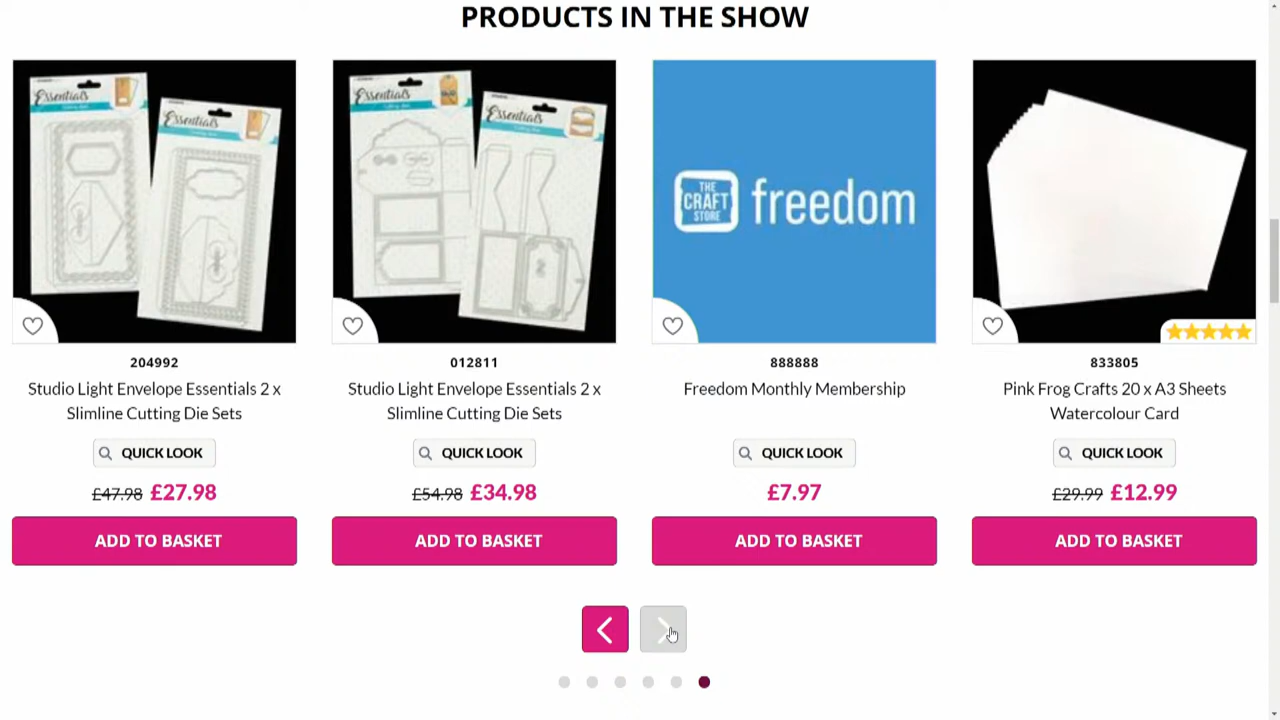 PRODUCTS IN THE SHOW
Essentials
Essentials
Essentials
Essentials
THE CRAFT STORE freedom
204992
Studio Light Envelope Essentials 2 x
Slimline Cutting Die Sets
QUICK LOOK
£47.98 £27.98
ADD TO BASKET
012811
Studio Light Envelope Essentials 2 x
Slimline Cutting Die Sets
QUICK LOOK
£54.98 £34.98
ADD TO BASKET
888888
Freedom Monthly Membership
QUICK LOOK
£7.97
ADD TO BASKET
833805
Pink Frog Crafts 20 x A3 Sheets
Watercolour Card
QUICK LOOK
£29.99 £12.99
ADD TO BASKET